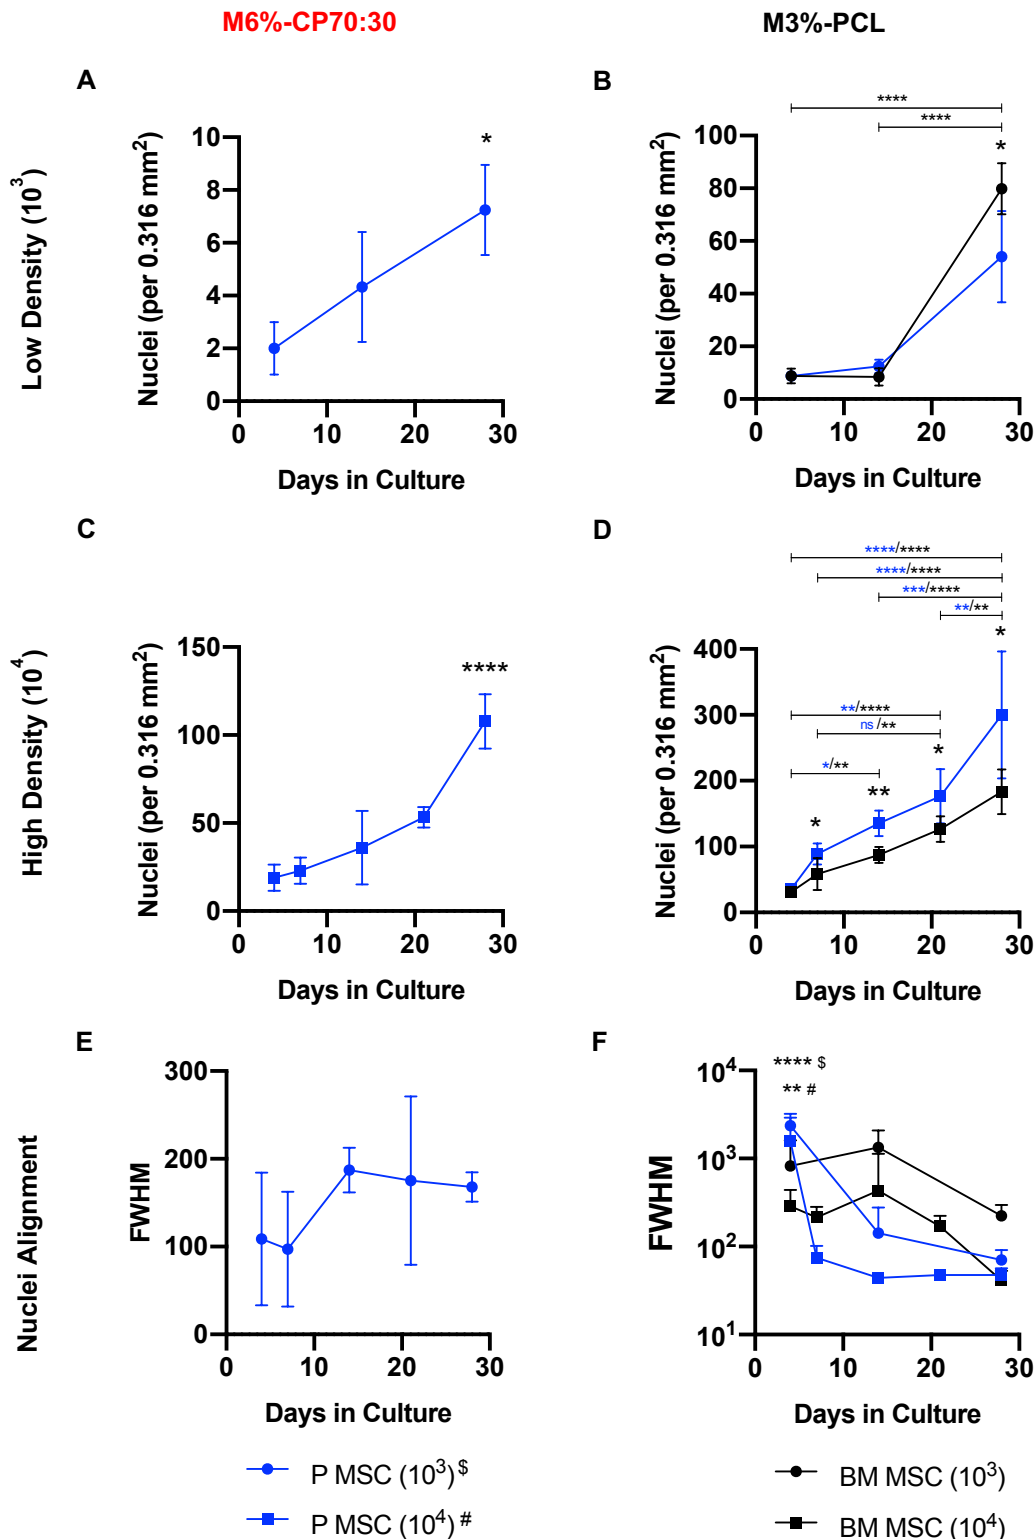 M6%-CP70:30 M3%-PCL
Low Density (10³)
A
Nuclei (per 0.316 mm²)
10
8
6
4
2
0
*
0 10 20 30
Days in Culture
B
****
****
*
Nuclei (per 0.316 mm²)
100
80
60
40
20
0
0 10 20 30
Days in Culture
High Density (10⁴)
C
Nuclei (per 0.316 mm²)
150
100
50
0
****
0 10 20 30
Days in Culture
D
****/****
****/****
***/****
**/**
*
**/****
ns/**
*
*/**
**
*
Nuclei (per 0.316 mm²)
400
300
200
100
0
0 10 20 30
Days in Culture
Nuclei Alignment
E
FWHM
300
200
100
0
0 10 20 30
Days in Culture
F
**** $
** #
FWHM
10⁴
10³
10²
10¹
0 10 20 30
Days in Culture
P MSC (10³) $
P MSC (10⁴) #
BM MSC (10³)
BM MSC (10⁴)